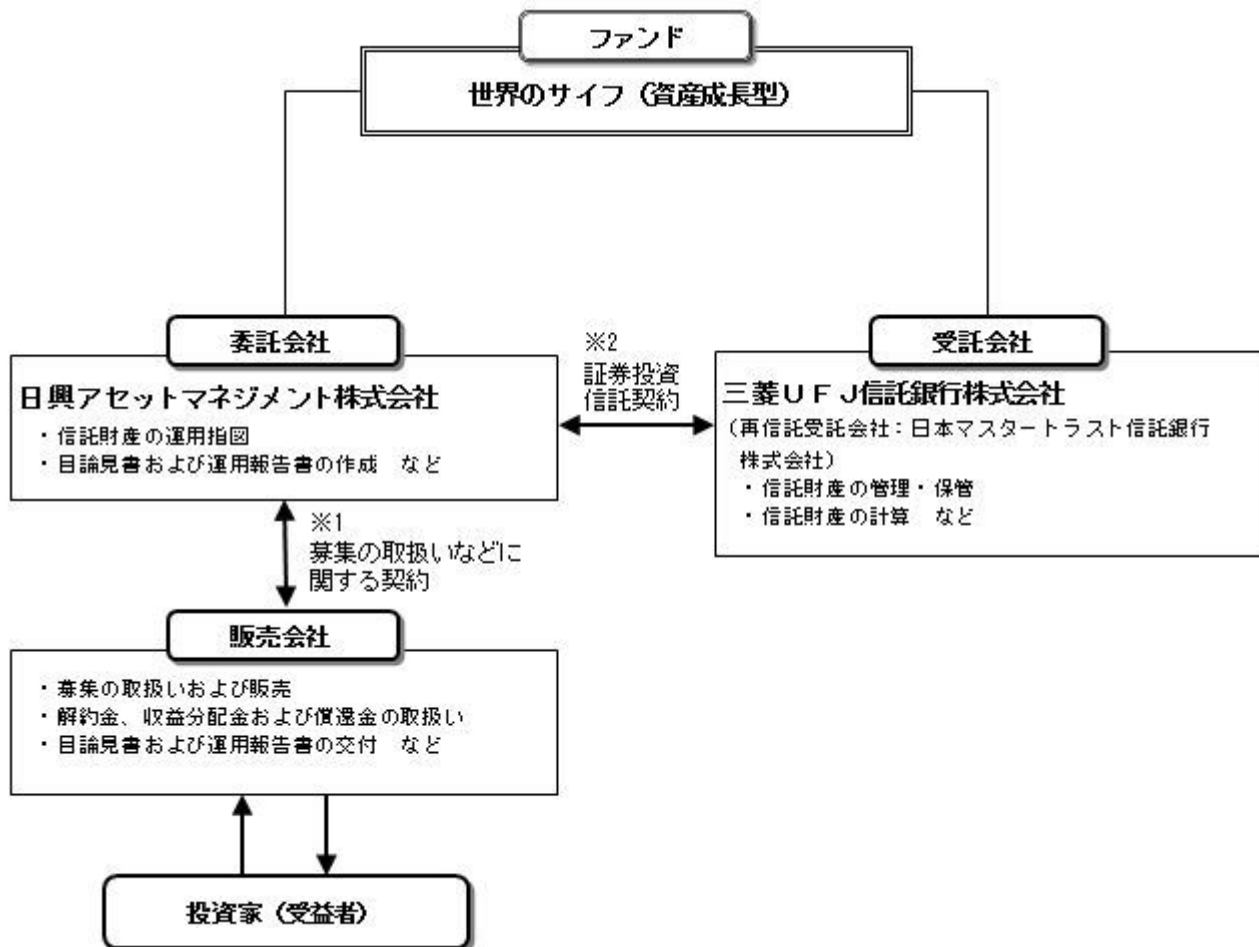 ファンド
世界のサイフ（資産成長型）
委託会社
日興アセットマネジメント株式会社
・信託財産の運用指図
・目論見書および運用報告書の作成　など
※2
証券投資
信託契約
受託会社
三菱ＵＦＪ信託銀行株式会社
（再信託受託会社：日本マスタートラスト信託銀行
株式会社）
・信託財産の管理・保管
・信託財産の計算　など
※1
募集の取扱いなどに
関する契約
販売会社
・募集の取扱いおよび販売
・解約金、収益分配金および償還金の取扱い
・目論見書および運用報告書の交付　など
投資家（受益者）